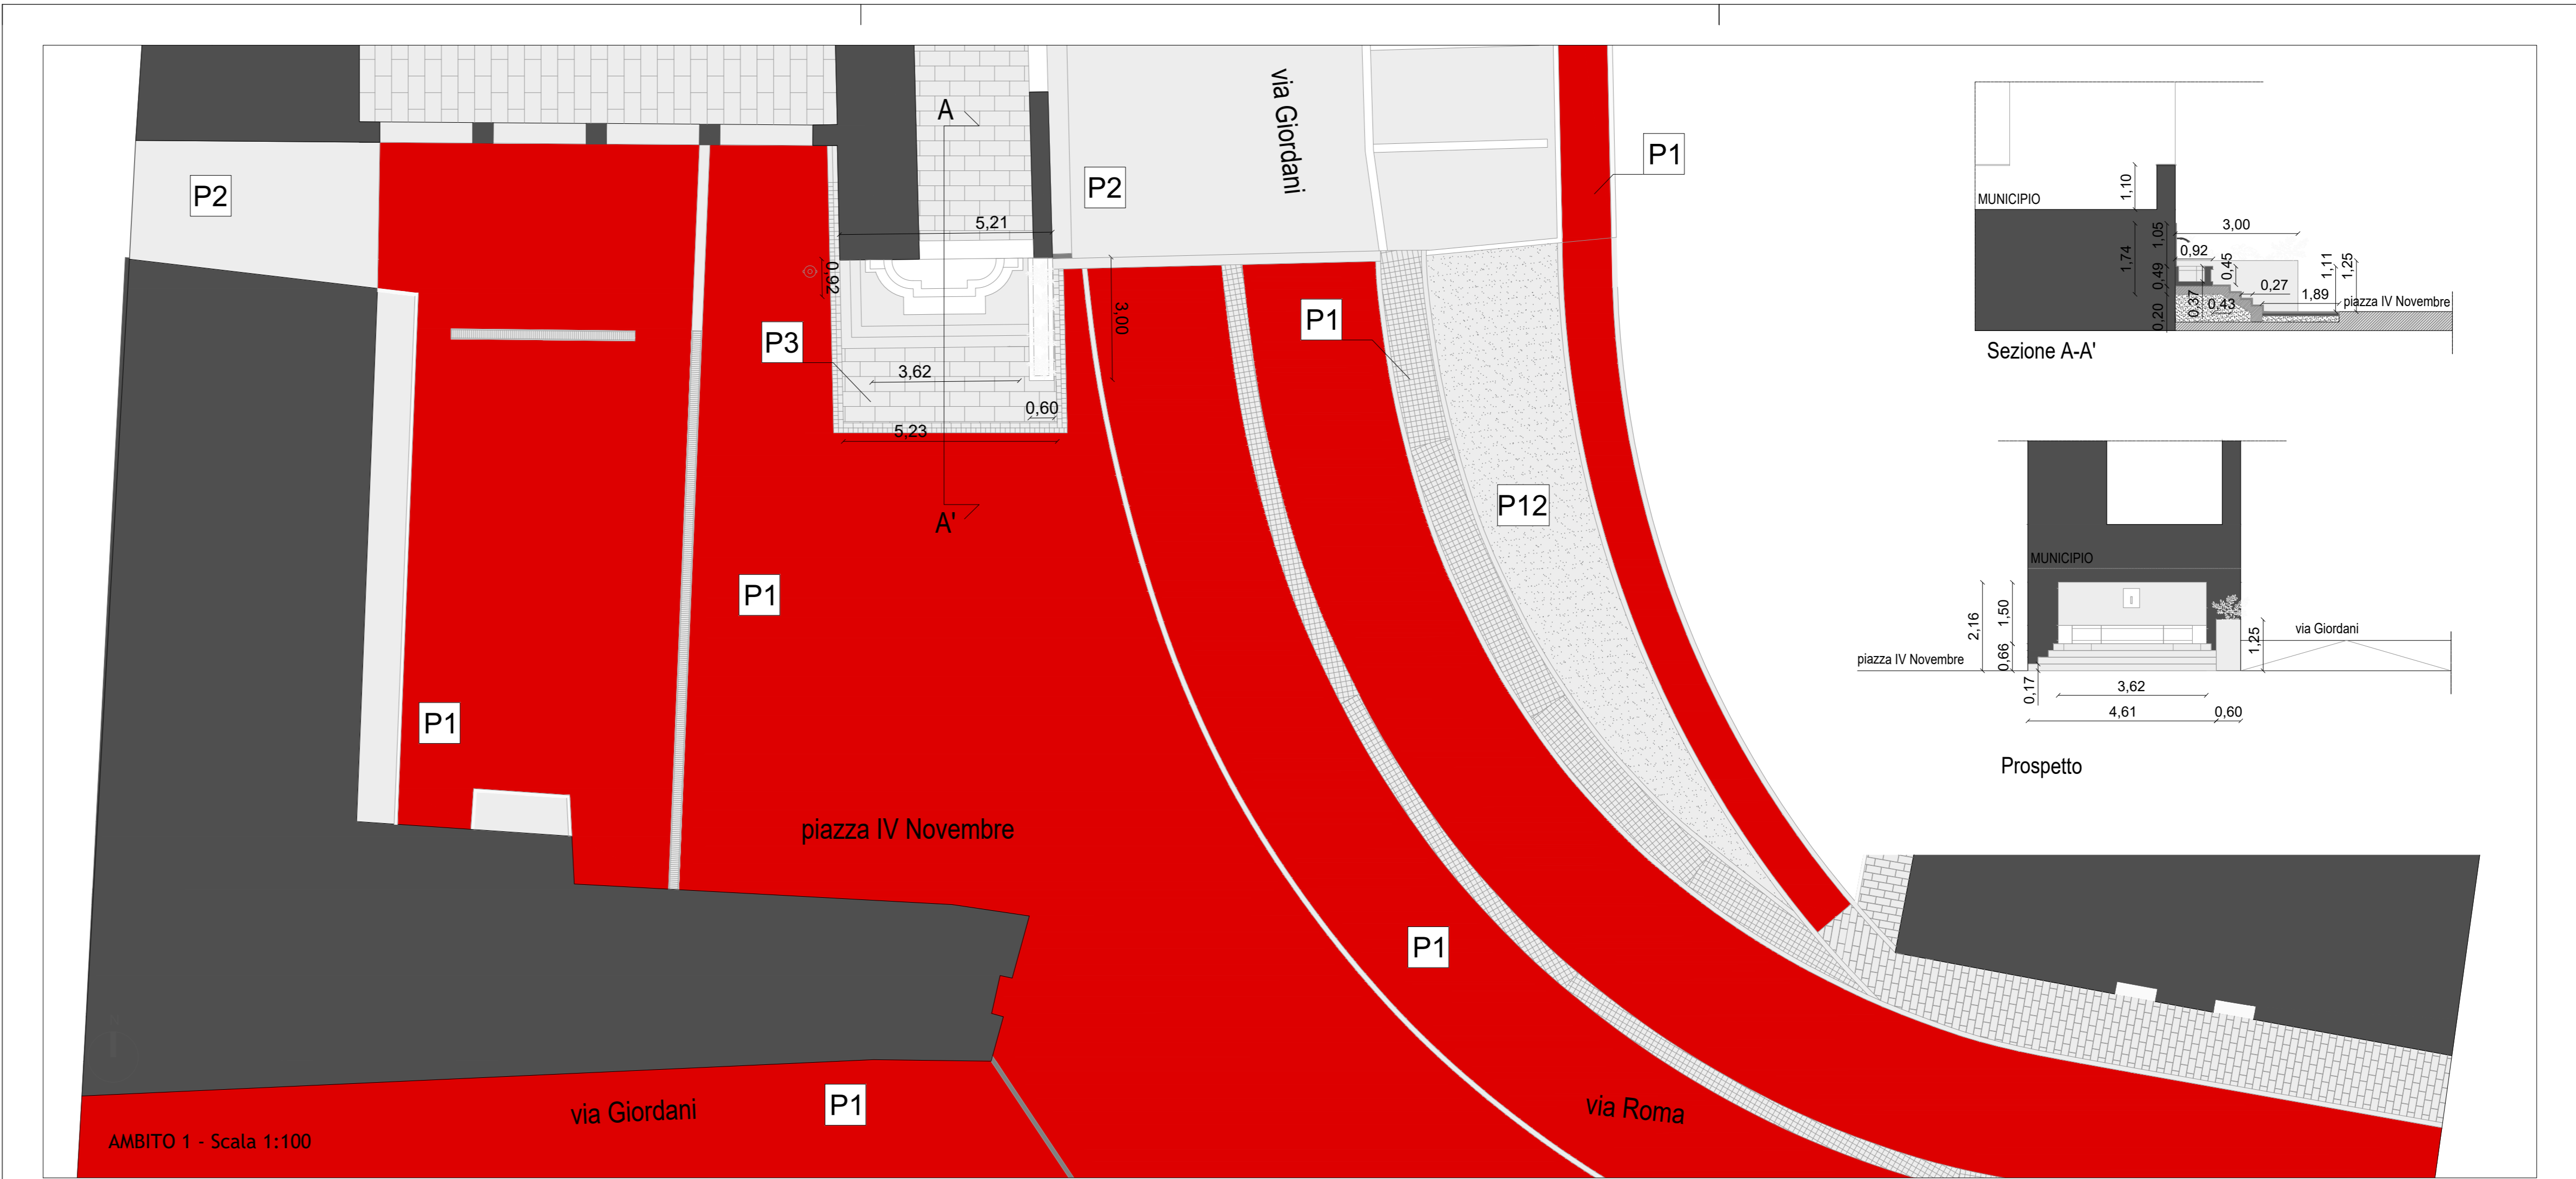 via Giordani
A
P1
P2
P2
5,21
0,92
3,00
P3
P1
3,62
0,60
5,23
A'
P12
P1
piazza IV Novembre
P1
P1
via Giordani
P1
via Roma
AMBITO 1 - Scala 1:100
1,10
MUNICIPIO
3,00
1,05
1,74
0,92
0,45
1,11
1,25
0,49
0,27
0,37
1,89
piazza IV Novembre
0,43
0,20
Sezione A-A'
MUNICIPIO
2,16
1,50
via Giordani
1,25
0,66
piazza IV Novembre
0,17
3,62
4,61
0,60
Prospetto